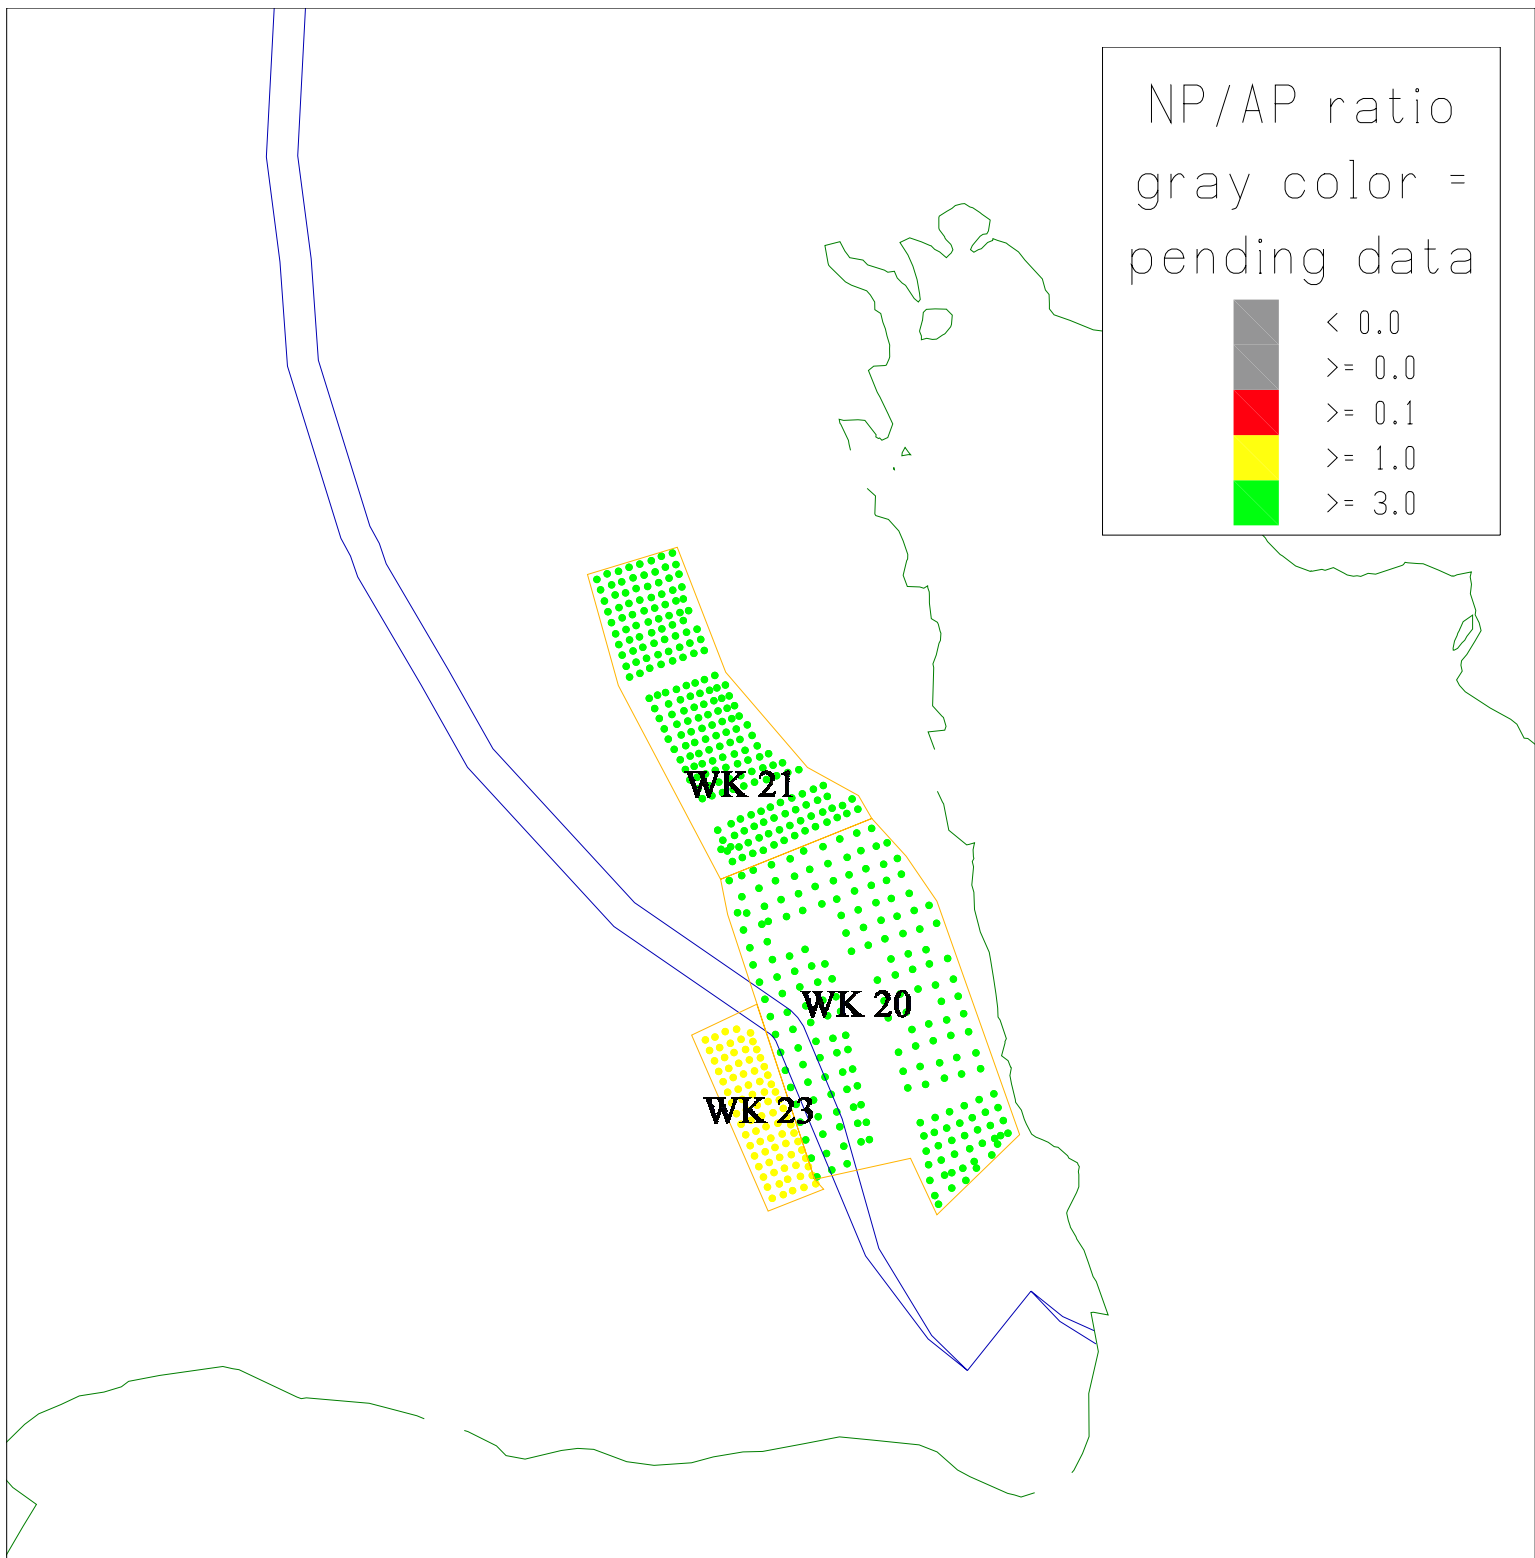 NP/AP ratio
gray color =
pending data
< 0.0
>= 0.0
>= 0.1
>= 1.0
>= 3.0
WK 21
WK 20
WK 23